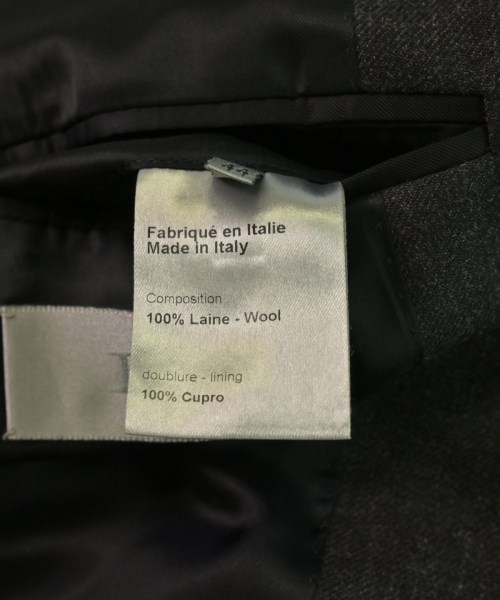 44
Fabriqué en Italie
Made in Italy
Composition
100% Laine - Wool
doublure - lining
100% Cupro